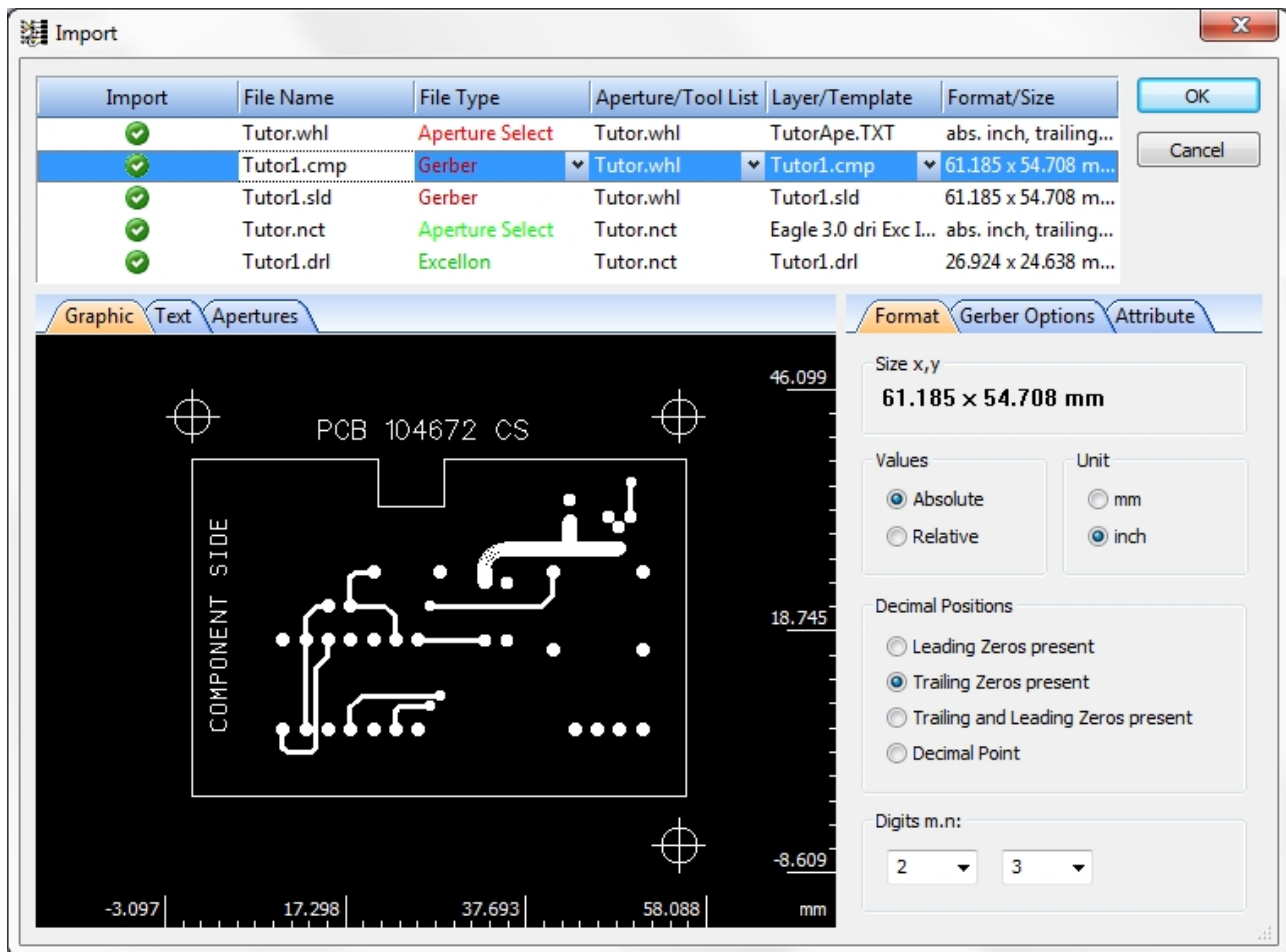 Import
Import File Name File Type Aperture/Tool List Layer/Template Format/Size
Tutor.whl Aperture Select Tutor.whl TutorApe.TXT abs. inch, trailing...
Tutor1.cmp Gerber Tutor.whl Tutor1.cmp 61.185 x 54.708 m...
Tutor1.sld Gerber Tutor.whl Tutor1.sld 61.185 x 54.708 m...
Tutor.nct Aperture Select Tutor.nct Eagle 3.0 dri Exc I... abs. inch, trailing...
Tutor1.drl Excellon Tutor.nct Tutor1.drl 26.924 x 24.638 m...
OK
Cancel
Graphic Text Apertures
PCB 104672 CS
COMPONENT SIDE
46.099
18.745
-8.609
-3.097 17.298 37.693 58.088 mm
Format Gerber Options Attribute
Size x,y
61.185 x 54.708 mm
Values
Absolute
Relative
Unit
mm
inch
Decimal Positions
Leading Zeros present
Trailing Zeros present
Trailing and Leading Zeros present
Decimal Point
Digits m.n:
2 3